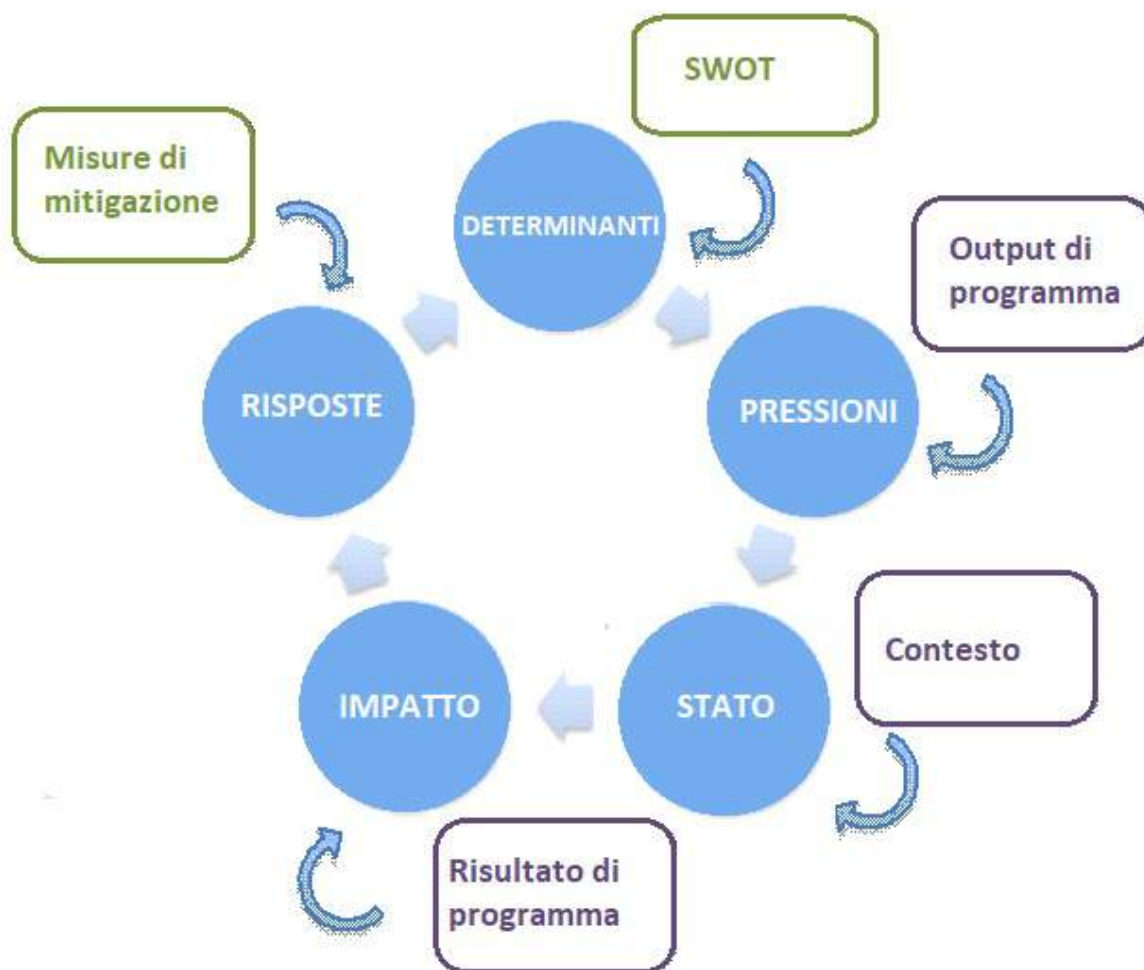 SWOT
Misure di
mitigazione
DETERMINANTI
Output di
programma
RISPOSTE
PRESSIONI
Contesto
IMPATTO
STATO
Risultato di
programma